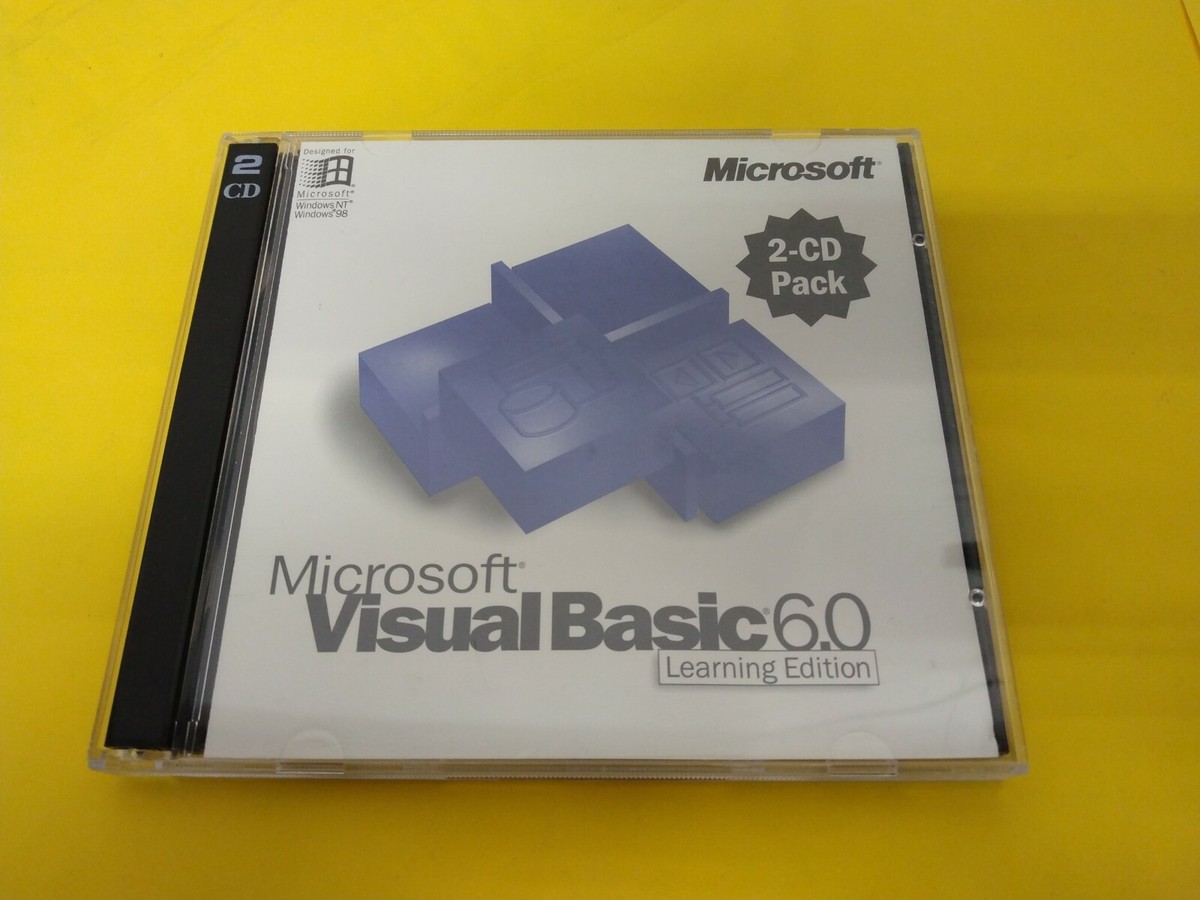 2
CD
Designed for
Microsoft®
Windows NT®
Windows®98
Microsoft®
2-CD
Pack
Microsoft®
Visual Basic®6.0
Learning Edition